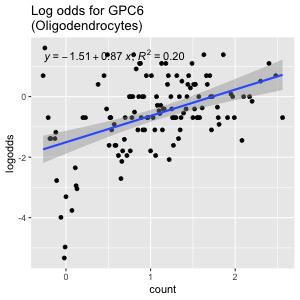 Log odds for GPC6
(Oligodendrocytes)
y = −1.51 + 0.87 x, R² = 0.20
0
-2
-4
logodds
0 1 2
count